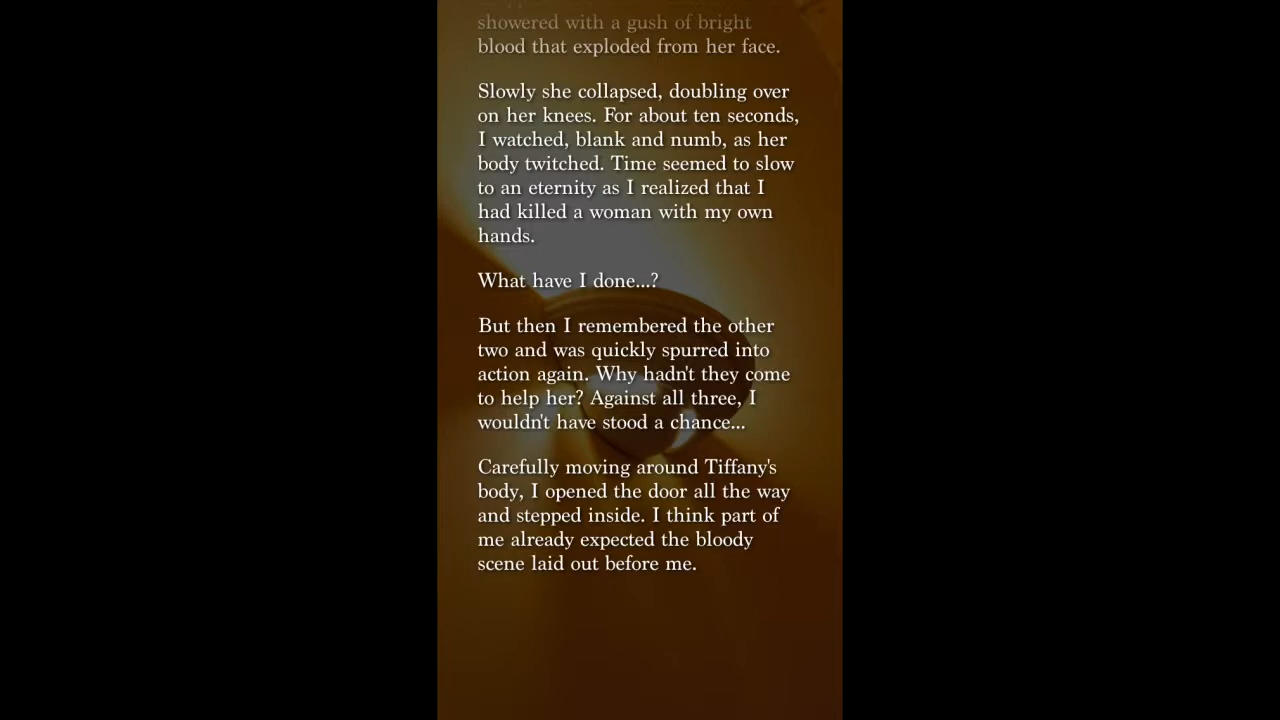 showered with a gush of bright
blood that exploded from her face.
Slowly she collapsed, doubling over
on her knees. For about ten seconds,
I watched, blank and numb, as her
body twitched. Time seemed to slow
to an eternity as I realized that I
had killed a woman with my own
hands.
What have I done...?
But then I remembered the other
two and was quickly spurred into
action again. Why hadn't they come
to help her? Against all three, I
wouldn't have stood a chance...
Carefully moving around Tiffany's
body, I opened the door all the way
and stepped inside. I think part of
me already expected the bloody
scene laid out before me.